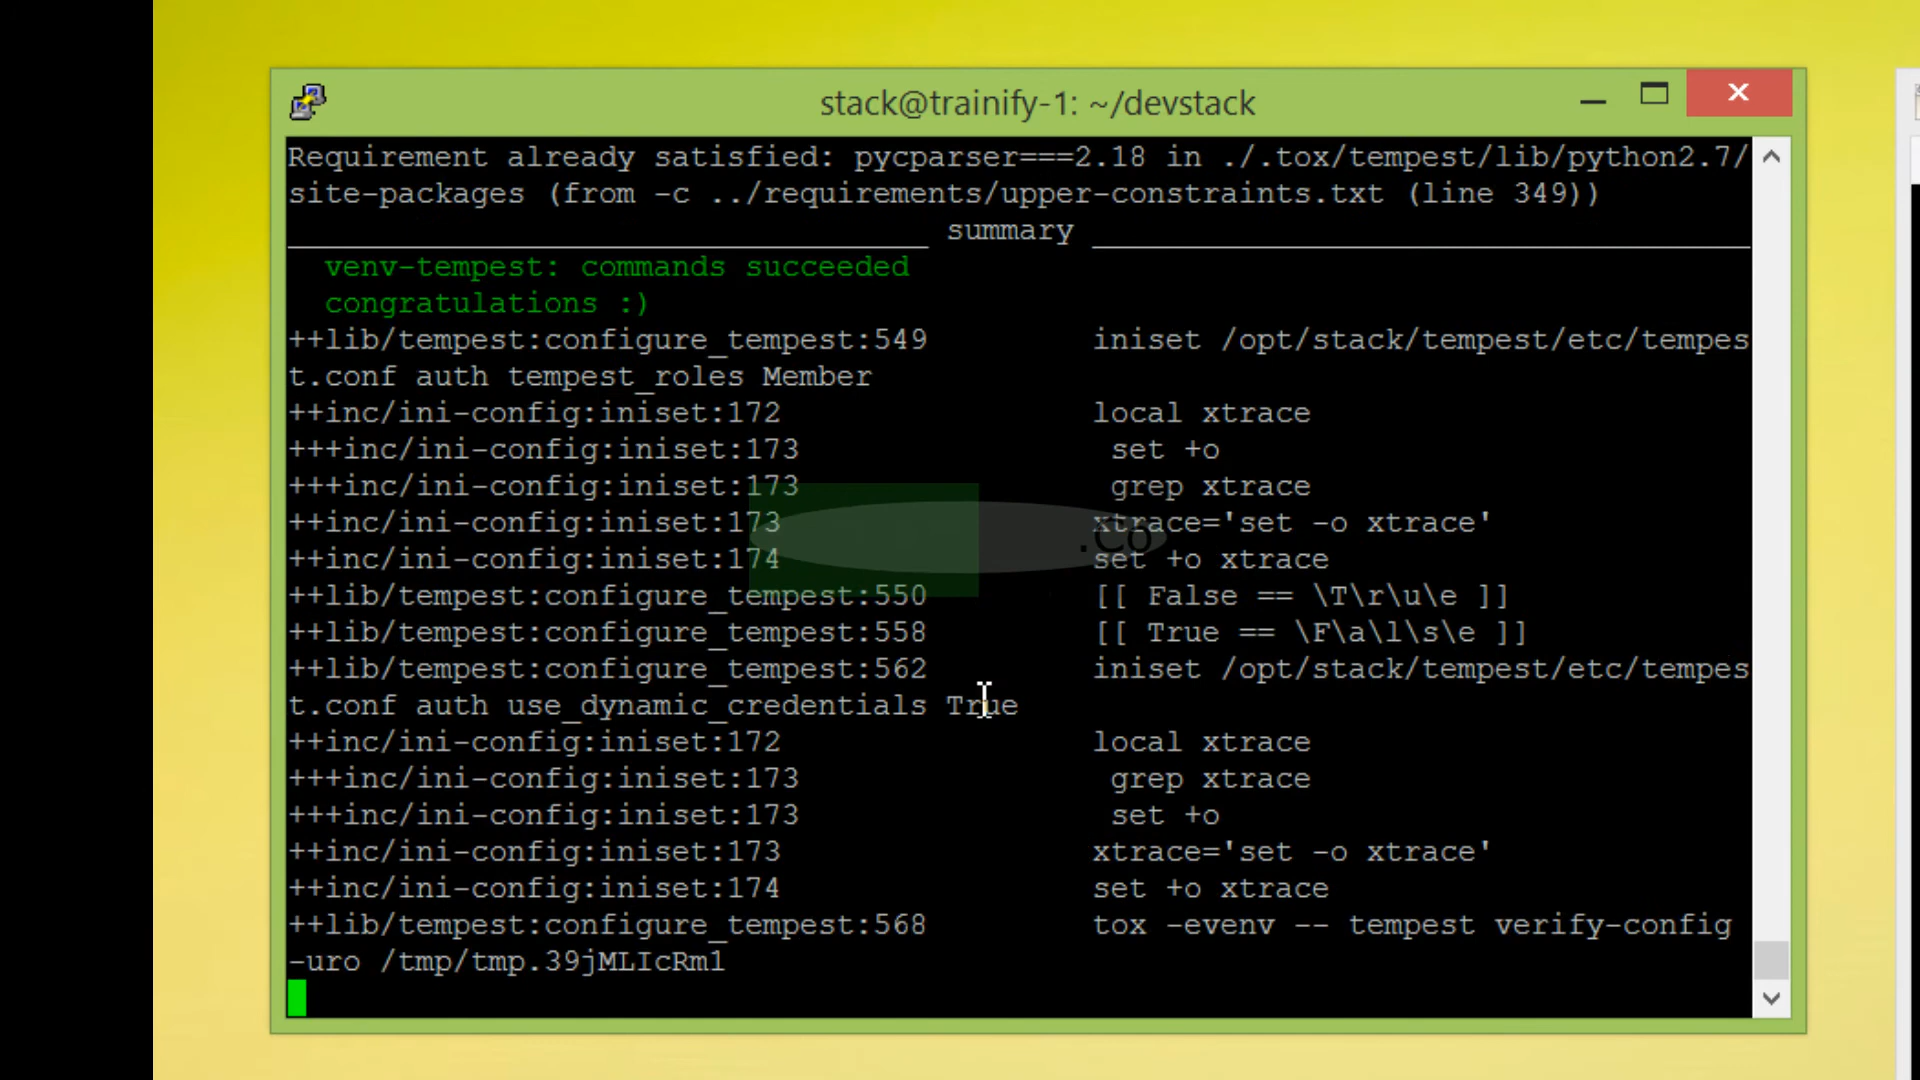 stack@trainify-1: ~/devstack
Requirement already satisfied: pycparser===2.18 in ./.tox/tempest/lib/python2.7/
site-packages (from -c ../requirements/upper-constraints.txt (line 349))
summary
venv-tempest: commands succeeded
congratulations :)
++lib/tempest:configure_tempest:549 iniset /opt/stack/tempest/etc/tempes
t.conf auth tempest_roles Member
++inc/ini-config:iniset:172 local xtrace
+++inc/ini-config:iniset:173 set +o
+++inc/ini-config:iniset:173 grep xtrace
++inc/ini-config:iniset:173 xtrace='set -o xtrace'
.Co
++inc/ini-config:iniset:174 set +o xtrace
++lib/tempest:configure_tempest:550 [[ False == \T\r\u\e ]]
++lib/tempest:configure_tempest:558 [[ True == \F\a\l\s\e ]]
++lib/tempest:configure_tempest:562 iniset /opt/stack/tempest/etc/tempes
t.conf auth use_dynamic_credentials True
++inc/ini-config:iniset:172 local xtrace
+++inc/ini-config:iniset:173 grep xtrace
+++inc/ini-config:iniset:173 set +o
++inc/ini-config:iniset:173 xtrace='set -o xtrace'
++inc/ini-config:iniset:174 set +o xtrace
++lib/tempest:configure_tempest:568 tox -evenv -- tempest verify-config
-uro /tmp/tmp.39jMLIcRml